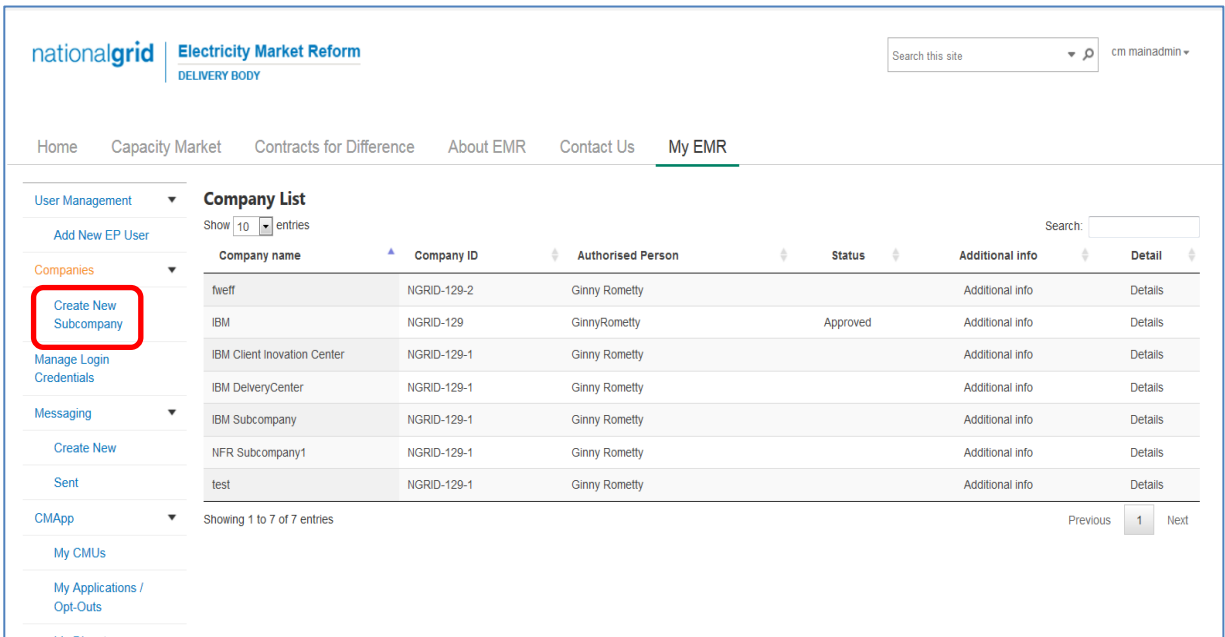 nationalgrid Electricity Market Reform
DELIVERY BODY
Search this site
cm mainadmin
Home Capacity Market Contracts for Difference About EMR Contact Us My EMR
User Management
Add New EP User
Companies
Create New
Subcompany
Manage Login
Credentials
Messaging
Create New
Sent
CMApp
My CMUs
My Applications /
Opt-Outs
Company List
Show 10 entries
Search:
Company name Company ID Authorised Person Status Additional info Detail
fweff NGRID-129-2 Ginny Rometty Additional info Details
IBM NGRID-129 GinnyRometty Approved Additional info Details
IBM Client Inovation Center NGRID-129-1 Ginny Rometty Additional info Details
IBM DeliveryCenter NGRID-129-1 Ginny Rometty Additional info Details
IBM Subcompany NGRID-129-1 Ginny Rometty Additional info Details
NFR Subcompany1 NGRID-129-1 Ginny Rometty Additional info Details
test NGRID-129-1 Ginny Rometty Additional info Details
Showing 1 to 7 of 7 entries
Previous 1 Next